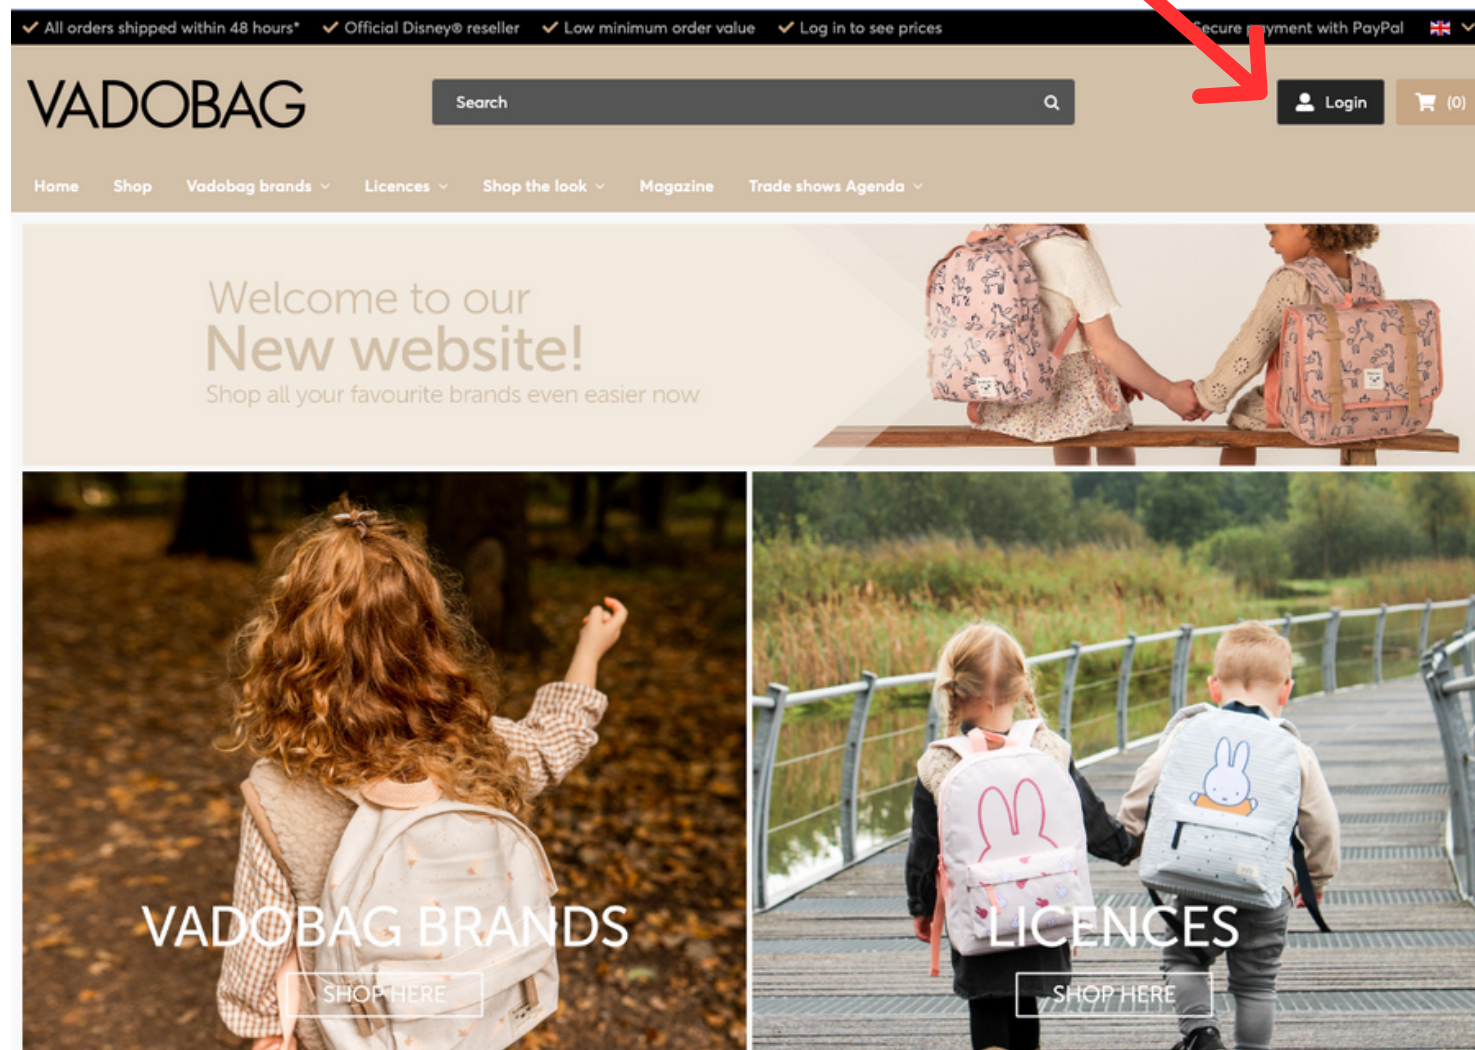 All orders shipped within 48 hours* Official Disney® reseller Low minimum order value Log in to see prices Secure payment with PayPal
VADOBAG Search Login (0)
Home Shop Vadobag brands Licences Shop the look Magazine Trade shows Agenda
Welcome to our
New website!
Shop all your favourite brands even easier now
VADOBAG BRANDS
SHOP HERE
LICENCES
SHOP HERE